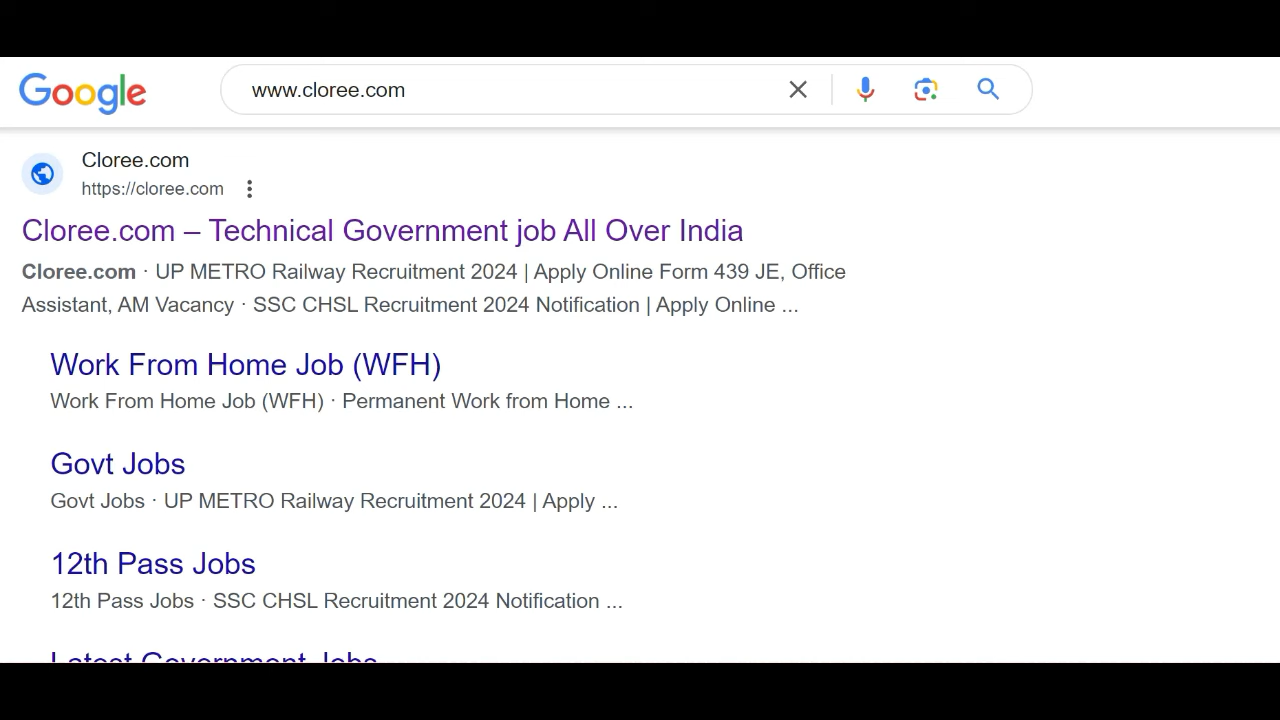 Google
www.cloree.com
Cloree.com
https://cloree.com
Cloree.com – Technical Government job All Over India
Cloree.com · UP METRO Railway Recruitment 2024 | Apply Online Form 439 JE, Office
Assistant, AM Vacancy · SSC CHSL Recruitment 2024 Notification | Apply Online ...
Work From Home Job (WFH)
Work From Home Job (WFH) · Permanent Work from Home ...
Govt Jobs
Govt Jobs · UP METRO Railway Recruitment 2024 | Apply ...
12th Pass Jobs
12th Pass Jobs · SSC CHSL Recruitment 2024 Notification ...
Latest Government Jobs